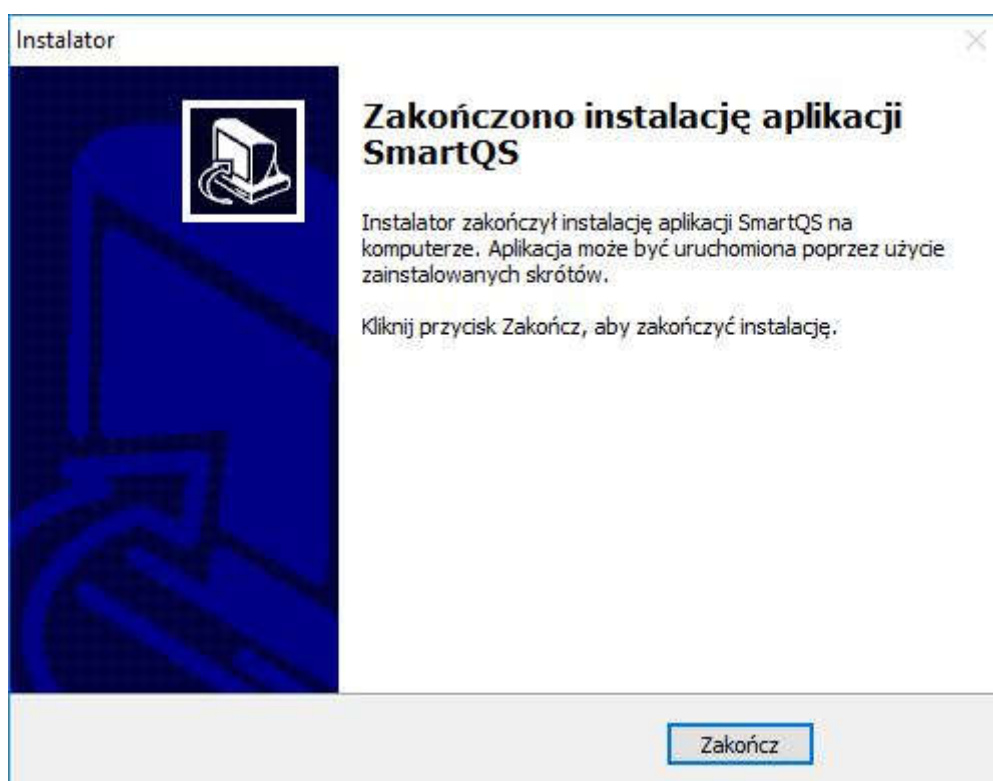 Instalator
Zakończono instalację aplikacji
SmartQS
Instalator zakończył instalację aplikacji SmartQS na
komputerze. Aplikacja może być uruchomiona poprzez użycie
zainstalowanych skrótów.
Kliknij przycisk Zakończ, aby zakończyć instalację.
Zakończ